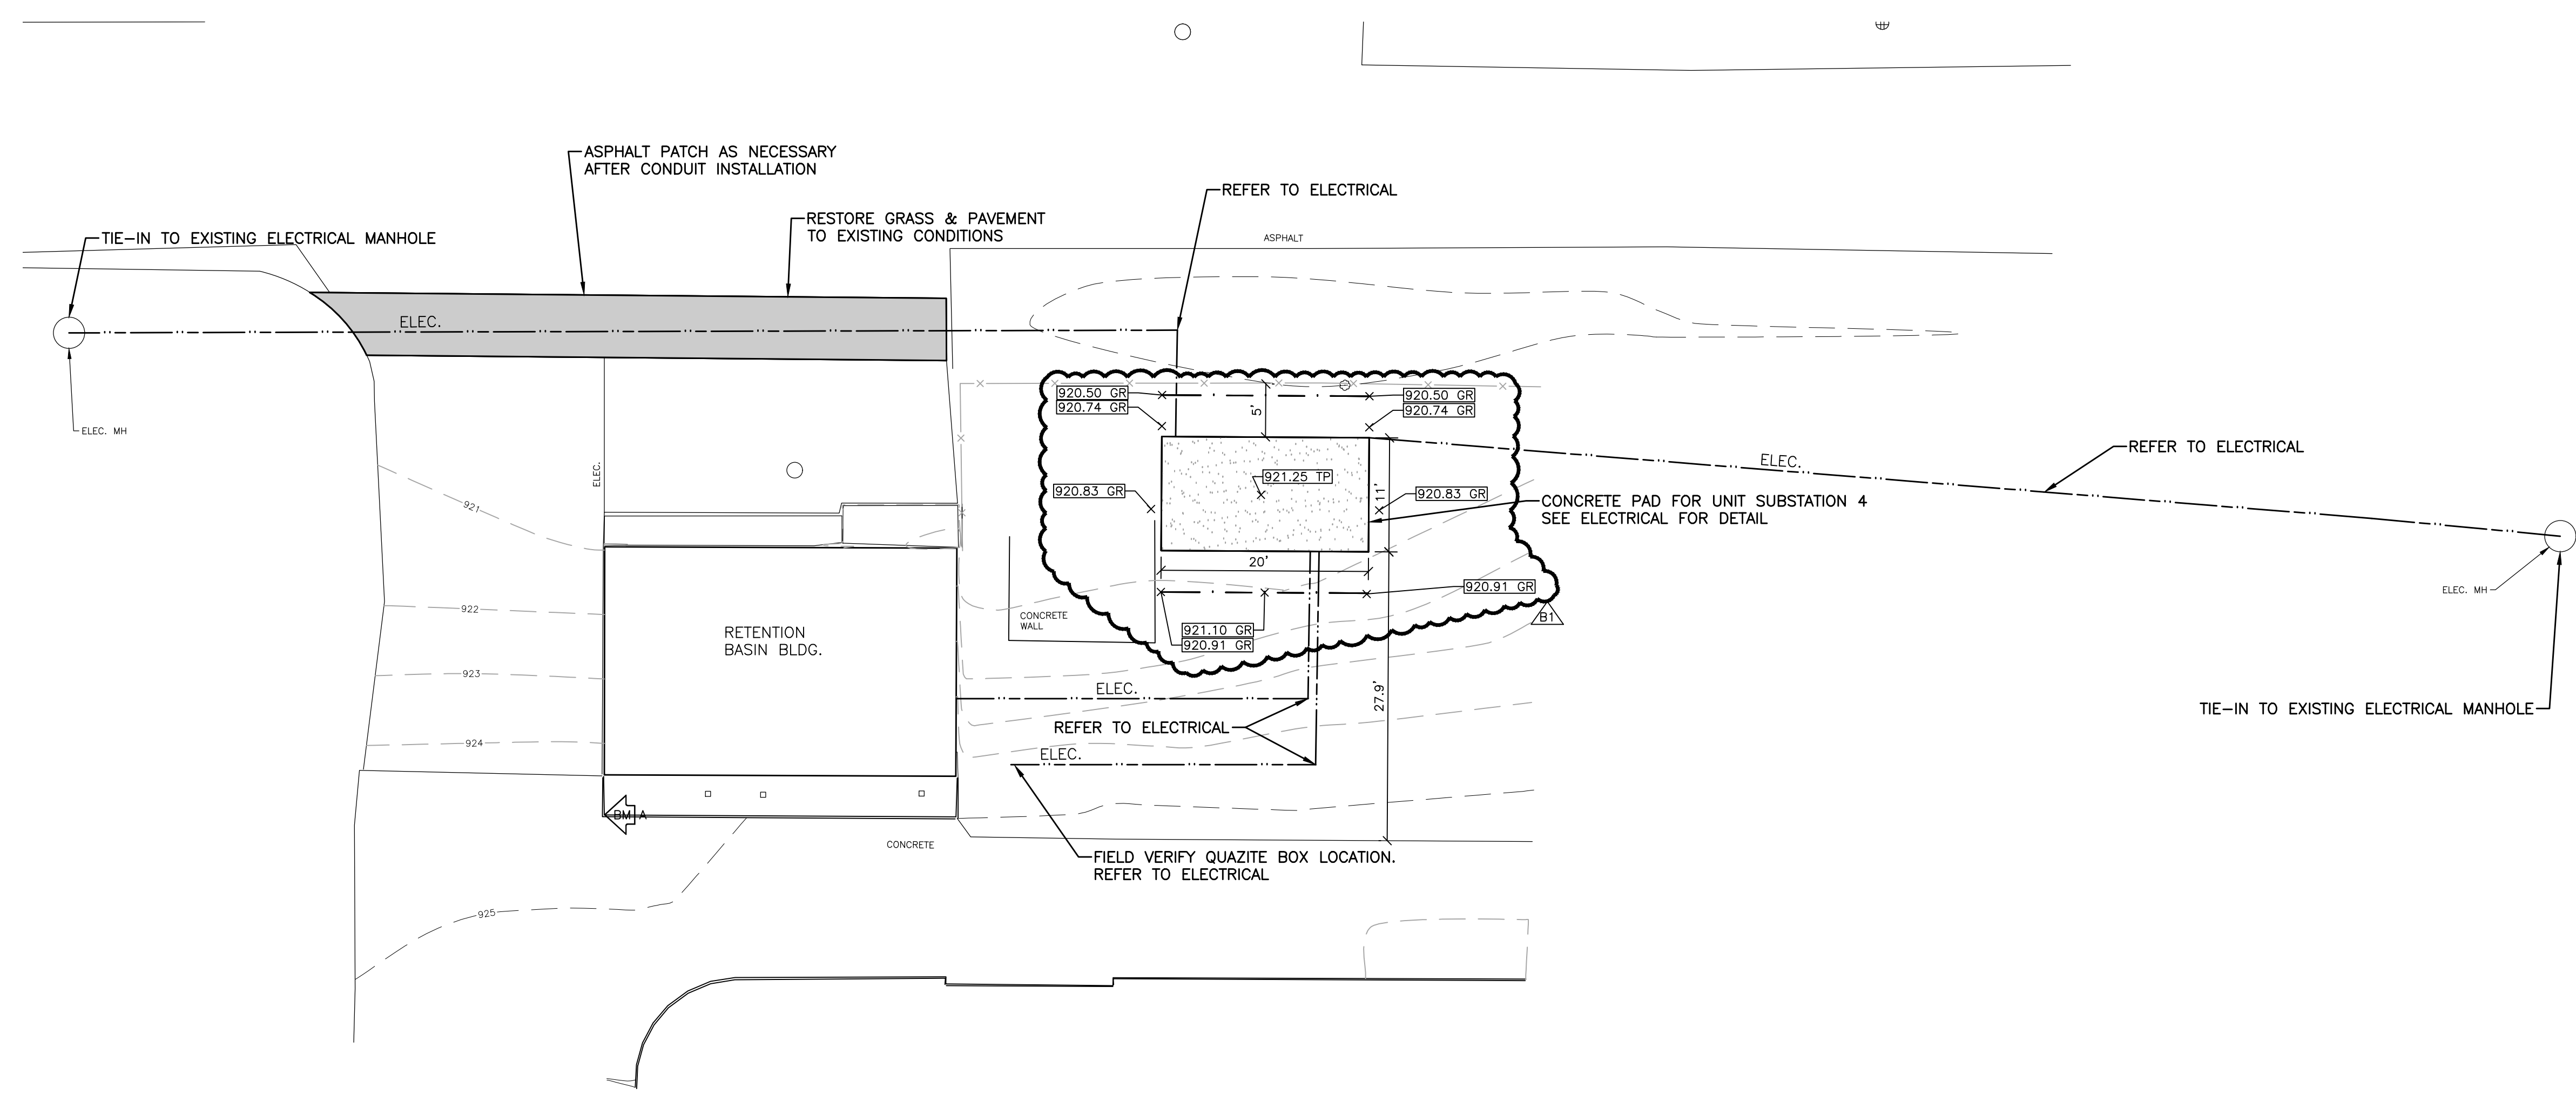 ASPHALT PATCH AS NECESSARY
AFTER CONDUIT INSTALLATION
REFER TO ELECTRICAL
RESTORE GRASS & PAVEMENT
TO EXISTING CONDITIONS
TIE-IN TO EXISTING ELECTRICAL MANHOLE
ASPHALT
ELEC.
ELEC. MH
920.50 GR
920.74 GR
5'
920.50 GR
920.74 GR
REFER TO ELECTRICAL
ELEC.
ELEC.
921.25 TP
920.83 GR
11'
920.83 GR
CONCRETE PAD FOR UNIT SUBSTATION 4
SEE ELECTRICAL FOR DETAIL
921
20'
920.91 GR
ELEC. MH
922
CONCRETE
WALL
B1
RETENTION
BASIN BLDG.
921.10 GR
920.91 GR
923
ELEC.
27.9'
TIE-IN TO EXISTING ELECTRICAL MANHOLE
REFER TO ELECTRICAL
924
ELEC.
BM A
CONCRETE
FIELD VERIFY QUAZITE BOX LOCATION.
REFER TO ELECTRICAL
925